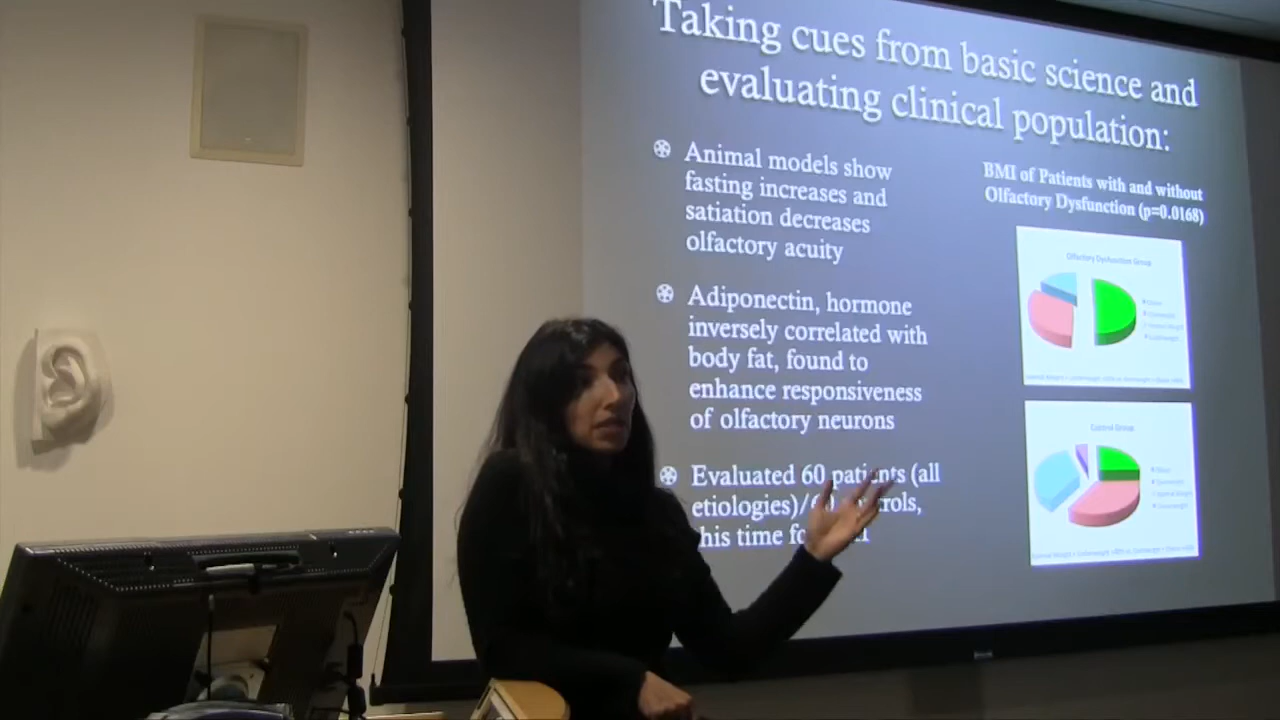 Taking cues from basic science and
evaluating clinical population:
Animal models show
fasting increases and
satiation decreases
olfactory acuity
Adiponectin, hormone
inversely correlated with
body fat, found to
enhance responsiveness
of olfactory neurons
Evaluated 60 patients (all
etiologies)/
his time
BMI of Patients with and without
Olfactory Dysfunction (p=0.0168)
Olfactory Dysfunction Group
Control Group